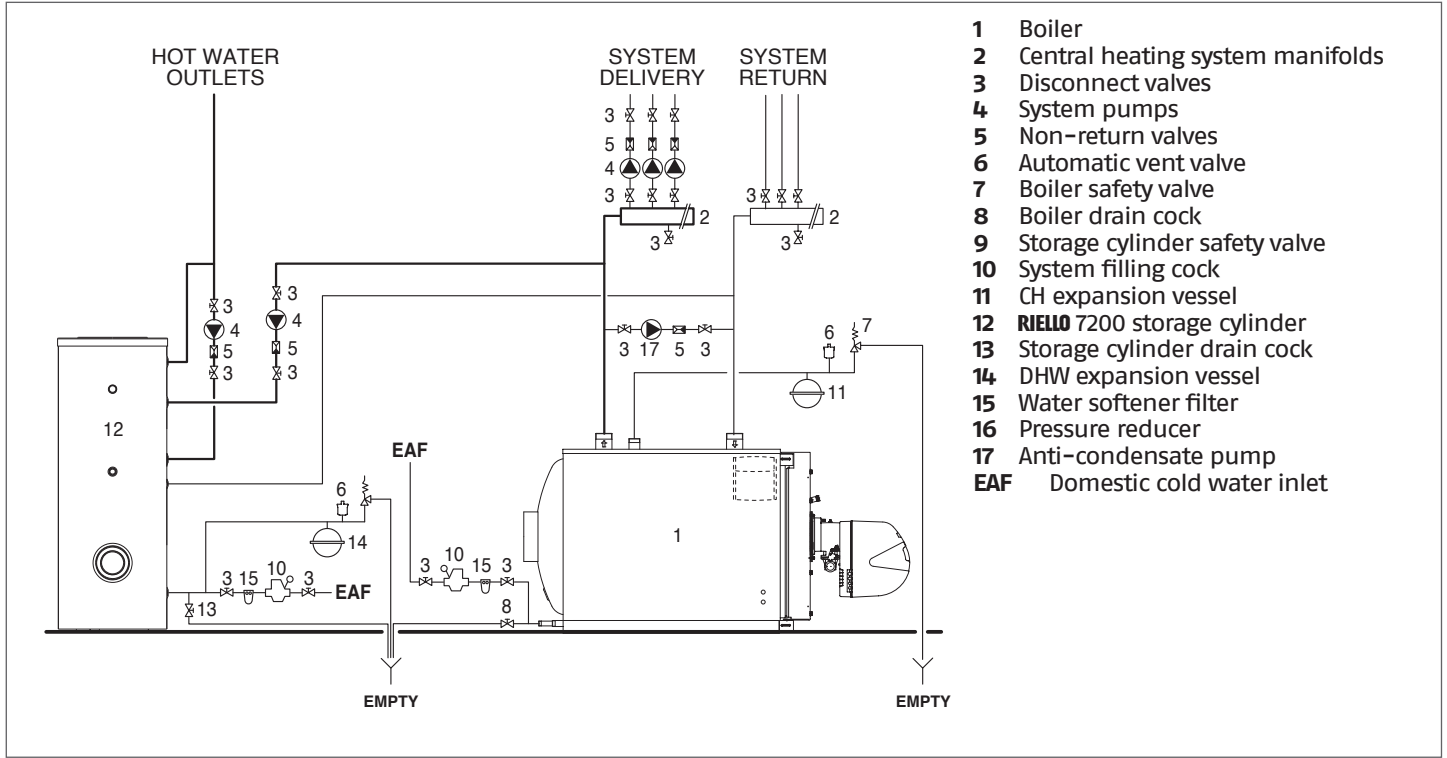 HOT WATER
OUTLETS
SYSTEM
DELIVERY
SYSTEM
RETURN
3
5
4
3
2
3
3
2
3
3
4
5
3
3
4
5
3
3 17 5 3
6
7
11
12
EAF
6
14
3 15 10 3
EAF
13
3 10 15 3
8
1
EMPTY
EMPTY
1 Boiler
2 Central heating system manifolds
3 Disconnect valves
4 System pumps
5 Non-return valves
6 Automatic vent valve
7 Boiler safety valve
8 Boiler drain cock
9 Storage cylinder safety valve
10 System filling cock
11 CH expansion vessel
12 RIELLO 7200 storage cylinder
13 Storage cylinder drain cock
14 DHW expansion vessel
15 Water softener filter
16 Pressure reducer
17 Anti-condensate pump
EAF Domestic cold water inlet